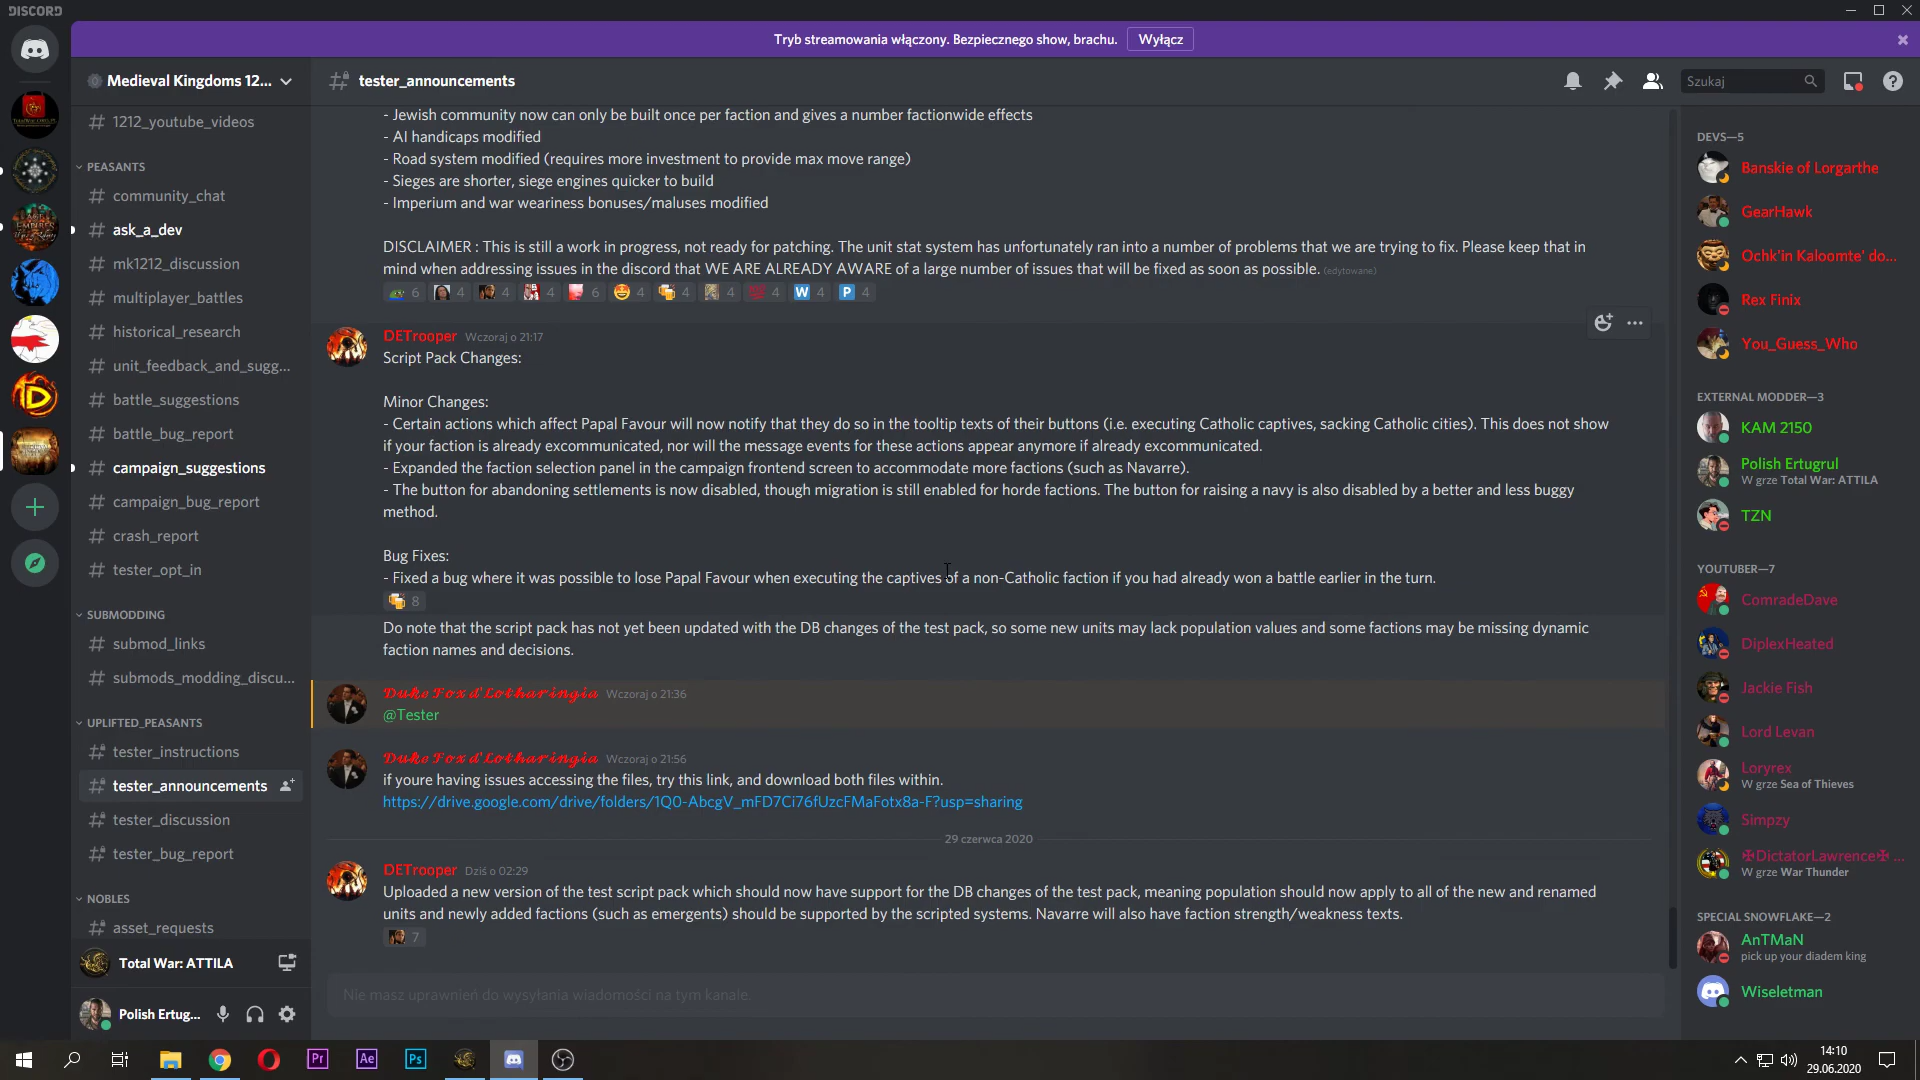 DISCORD
Tryb streamowania włączony. Bezpiecznego show, brachu.
Wyłącz
Medieval Kingdoms 12...
tester_announcements
Szukaj
1212_youtube_videos
PEASANTS
community_chat
ask_a_dev
mk1212_discussion
multiplayer_battles
historical_research
unit_feedback_and_sugg...
battle_suggestions
battle_bug_report
campaign_suggestions
campaign_bug_report
crash_report
tester_opt_in
SUBMODDING
submod_links
submods_modding_discu...
UPLIFTED_PEASANTS
tester_instructions
tester_announcements
tester_discussion
tester_bug_report
NOBLES
asset_requests
Total War: ATTILA
Polish Ertug...
- Jewish community now can only be built once per faction and gives a number factionwide effects
- AI handicaps modified
- Road system modified (requires more investment to provide max move range)
- Sieges are shorter, siege engines quicker to build
- Imperium and war weariness bonuses/maluses modified
DISCLAIMER : This is still a work in progress, not ready for patching. The unit stat system has unfortunately ran into a number of problems that we are trying to fix. Please keep that in
mind when addressing issues in the discord that WE ARE ALREADY AWARE of a large number of issues that will be fixed as soon as possible. (edytowane)
6 4 4 4 6 4 4 4 4 W 4 P 4
DETrooper Wczoraj o 21:17
Script Pack Changes:
Minor Changes:
- Certain actions which affect Papal Favour will now notify that they do so in the tooltip texts of their buttons (i.e. executing Catholic captives, sacking Catholic cities). This does not show
if your faction is already excommunicated, nor will the message events for these actions appear anymore if already excommunicated.
- Expanded the faction selection panel in the campaign frontend screen to accommodate more factions (such as Navarre).
- The button for abandoning settlements is now disabled, though migration is still enabled for horde factions. The button for raising a navy is also disabled by a better and less buggy
method.
Bug Fixes:
- Fixed a bug where it was possible to lose Papal Favour when executing the captives of a non-Catholic faction if you had already won a battle earlier in the turn.
8
Do note that the script pack has not yet been updated with the DB changes of the test pack, so some new units may lack population values and some factions may be missing dynamic
faction names and decisions.
𝓓𝓾𝓴𝓮 𝓕𝓸𝔁 𝓭'𝓛𝓸𝓽𝓱𝓪𝓻𝓲𝓷𝓰𝓲𝓪 Wczoraj o 21:36
@Tester
𝓓𝓾𝓴𝓮 𝓕𝓸𝔁 𝓭'𝓛𝓸𝓽𝓱𝓪𝓻𝓲𝓷𝓰𝓲𝓪 Wczoraj o 21:56
if youre having issues accessing the files, try this link, and download both files within.
https://drive.google.com/drive/folders/1Q0-AbcgV_mFD7Ci76fUzcFMaFotx8a-F?usp=sharing
29 czerwca 2020
DETrooper Dziś o 02:29
Uploaded a new version of the test script pack which should now have support for the DB changes of the test pack, meaning population should now apply to all of the new and renamed
units and newly added factions (such as emergents) should be supported by the scripted systems. Navarre will also have faction strength/weakness texts.
7
Nie masz uprawnień do wysyłania wiadomości na tym kanale.
DEVS—5
Banskie of Lorgarthe
GearHawk
Ochk'in Kaloomte' do...
Rex Finix
You_Guess_Who
EXTERNAL MODDER—3
KAM 2150
Polish Ertugrul
W grze Total War: ATTILA
TZN
YOUTUBER—7
ComradeDave
DiplexHeated
Jackie Fish
Lord Levan
Loryrex
W grze Sea of Thieves
Simpzy
✠DictatorLawrence✠ ...
W grze War Thunder
SPECIAL SNOWFLAKE—2
AnTMaN
pick up your diadem king
Wiseletman
Pr
Ae
Ps
14:10
29.06.2020